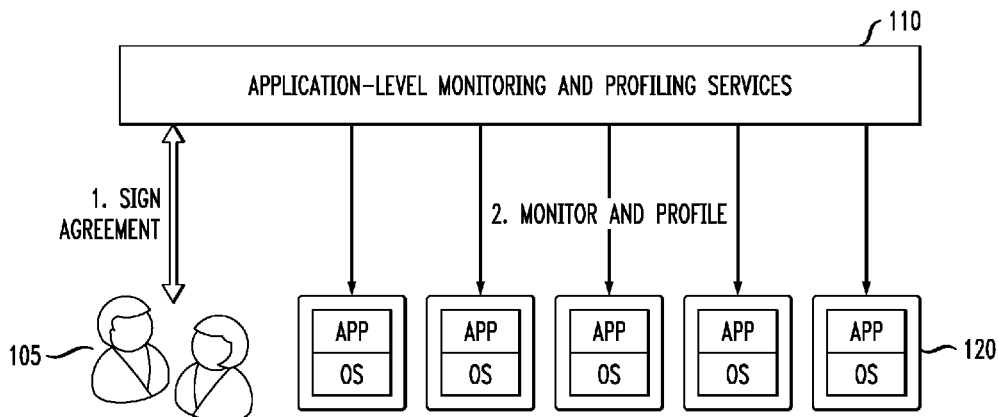 110
APPLICATION-LEVEL MONITORING AND PROFILING SERVICES
1. SIGN
AGREEMENT
2. MONITOR AND PROFILE
105
APP
OS
APP
OS
APP
OS
APP
OS
APP
OS
120